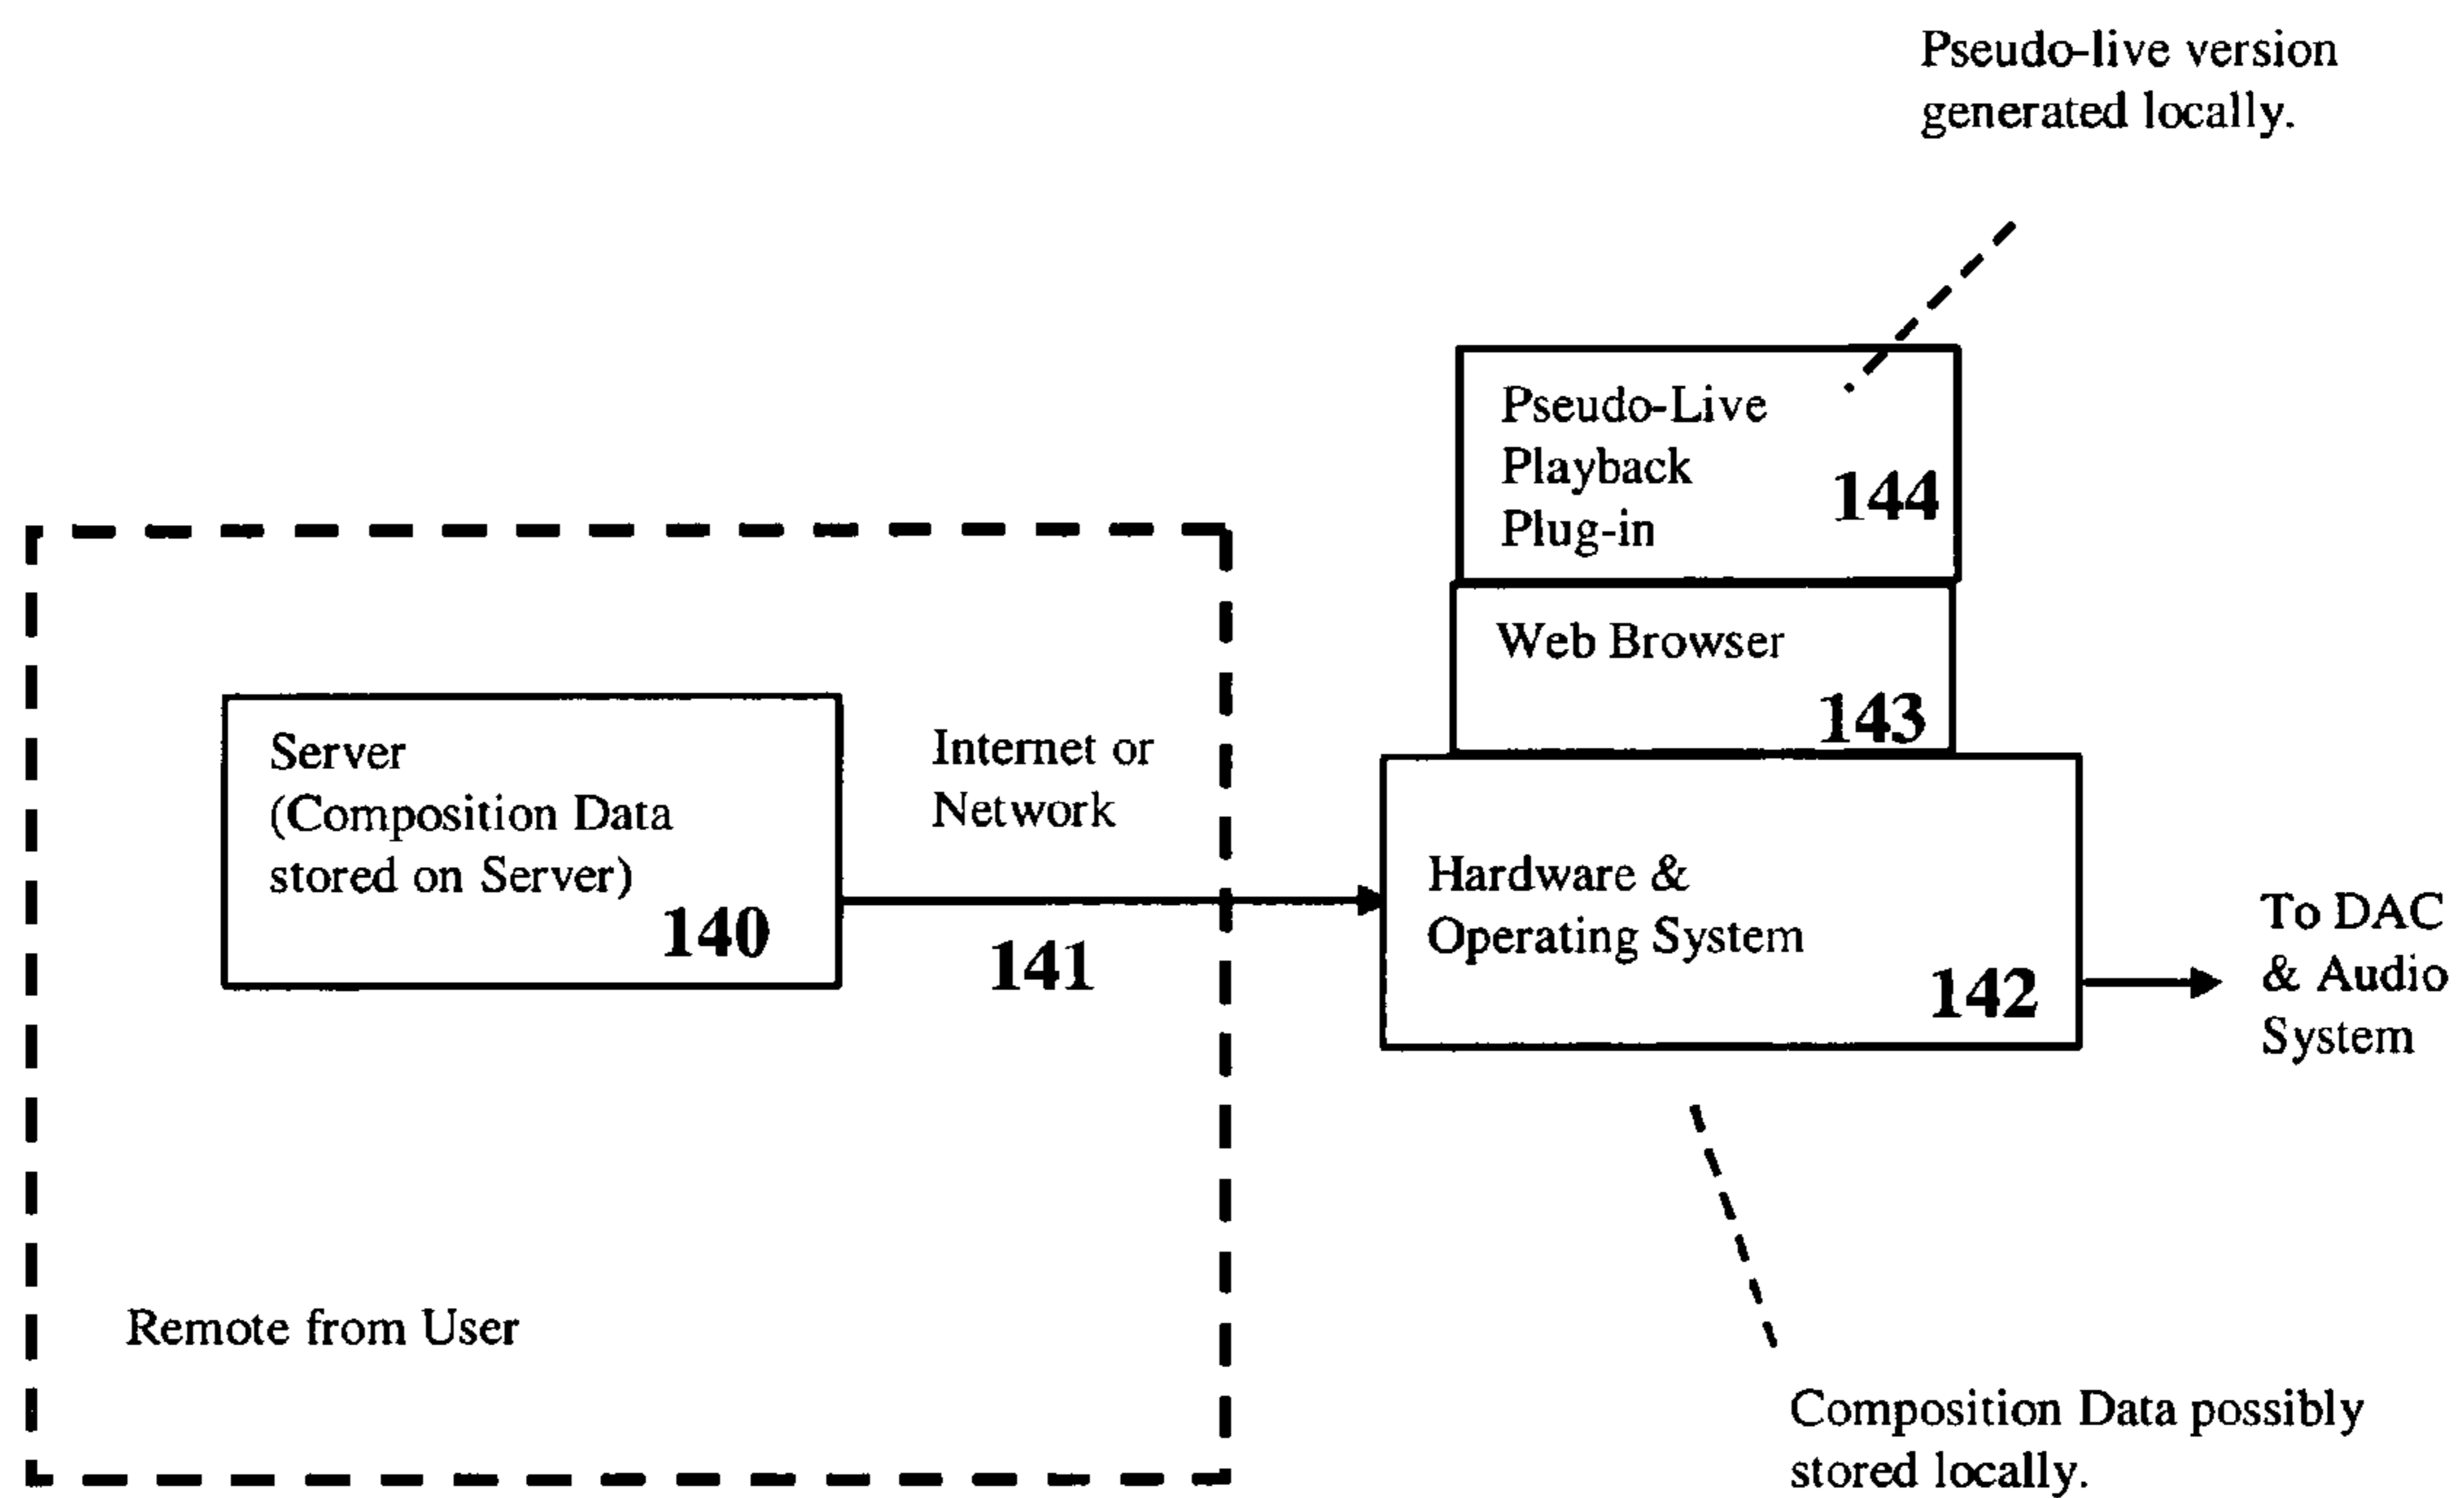 Pseudo-live version
generated locally.
Pseudo-Live
Playback
Plug-in
144
Web Browser
143
Server
(Composition Data
stored on Server)
140
Internet or
Network
141
Hardware &
Operating System
142
To DAC
& Audio
System
Remote from User
Composition Data possibly
stored locally.